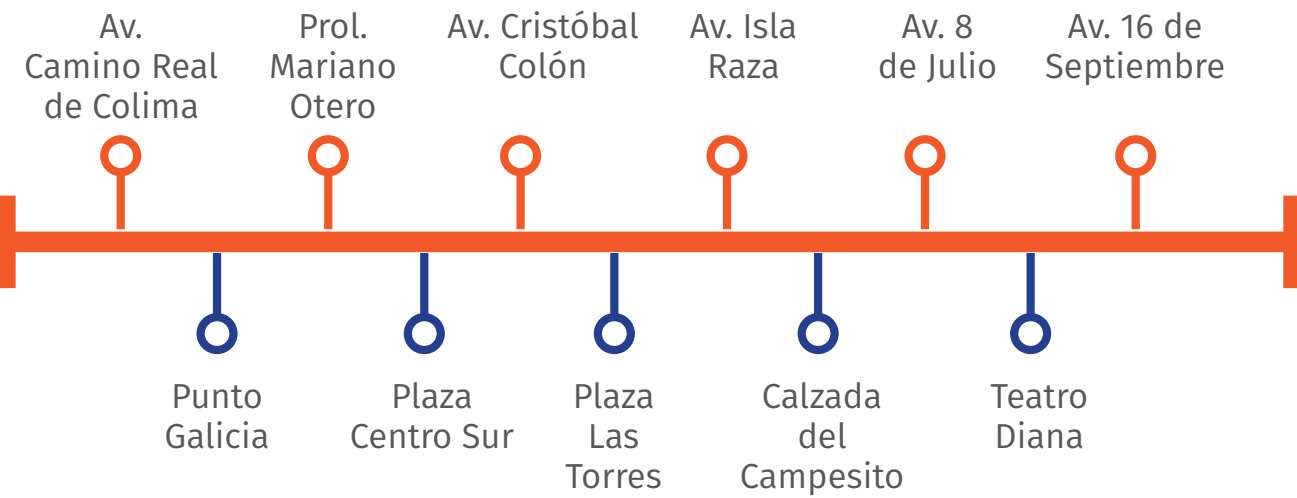 Av.
Camino Real
de Colima
Prol.
Mariano
Otero
Av. Cristóbal
Colón
Av. Isla
Raza
Av. 8
de Julio
Av. 16 de
Septiembre
Punto
Galicia
Plaza
Centro Sur
Plaza
Las
Torres
Calzada
del
Campesito
Teatro
Diana